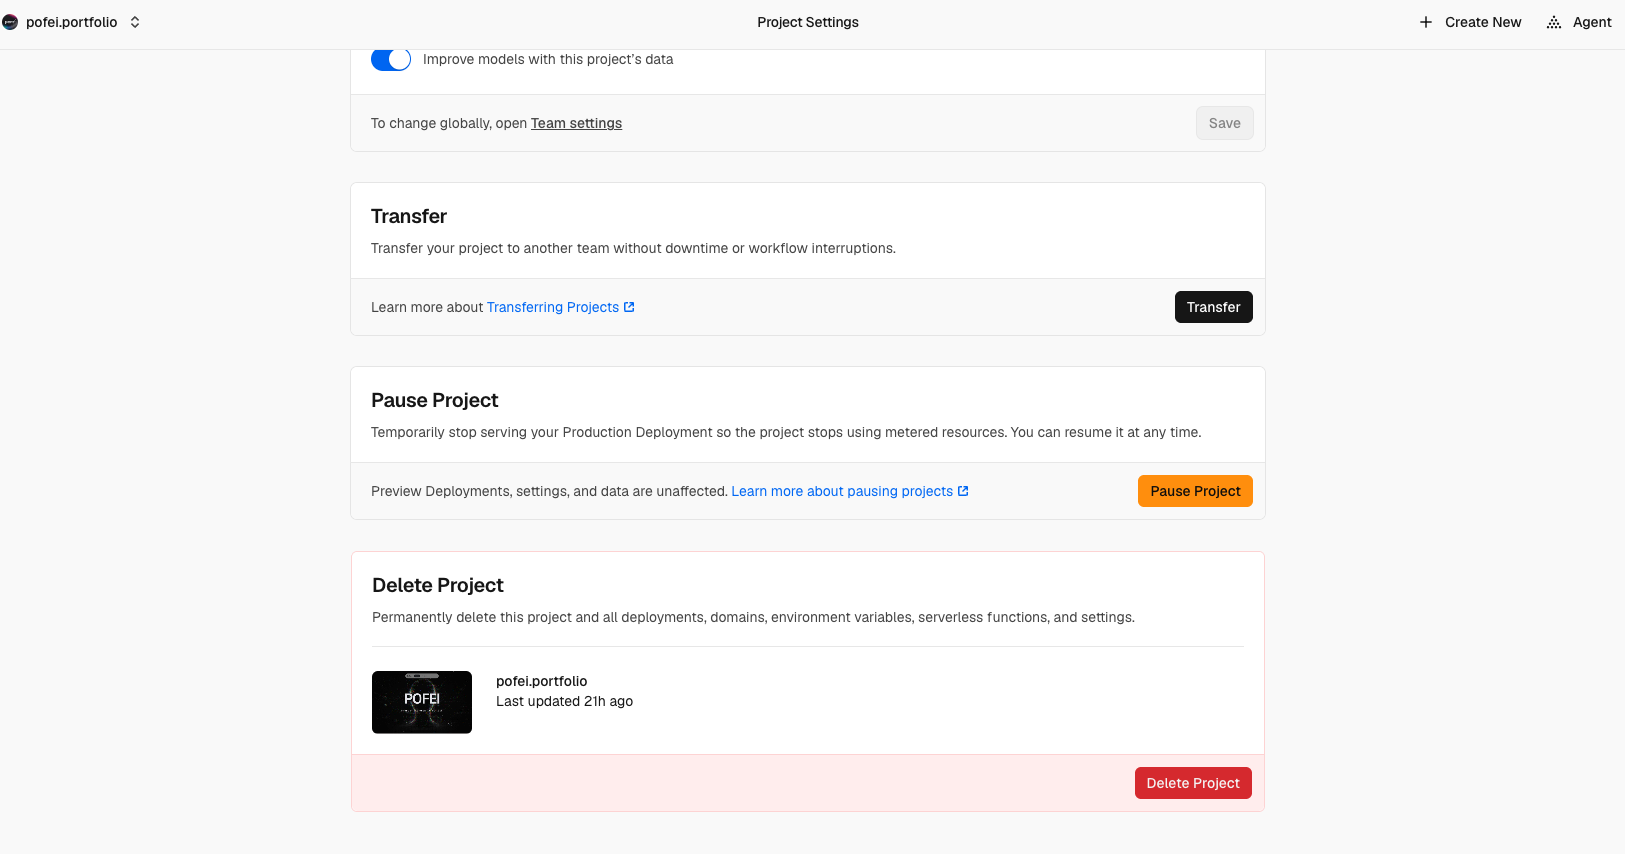 pofei.portfolio
Project Settings
Create New
Agent
Improve models with this project's data
To change globally, open Team settings
Save
Transfer
Transfer your project to another team without downtime or workflow interruptions.
Learn more about Transferring Projects
Transfer
Pause Project
Temporarily stop serving your Production Deployment so the project stops using metered resources. You can resume it at any time.
Preview Deployments, settings, and data are unaffected. Learn more about pausing projects
Pause Project
Delete Project
Permanently delete this project and all deployments, domains, environment variables, serverless functions, and settings.
POFEI
pofei.portfolio
Last updated 21h ago
Delete Project